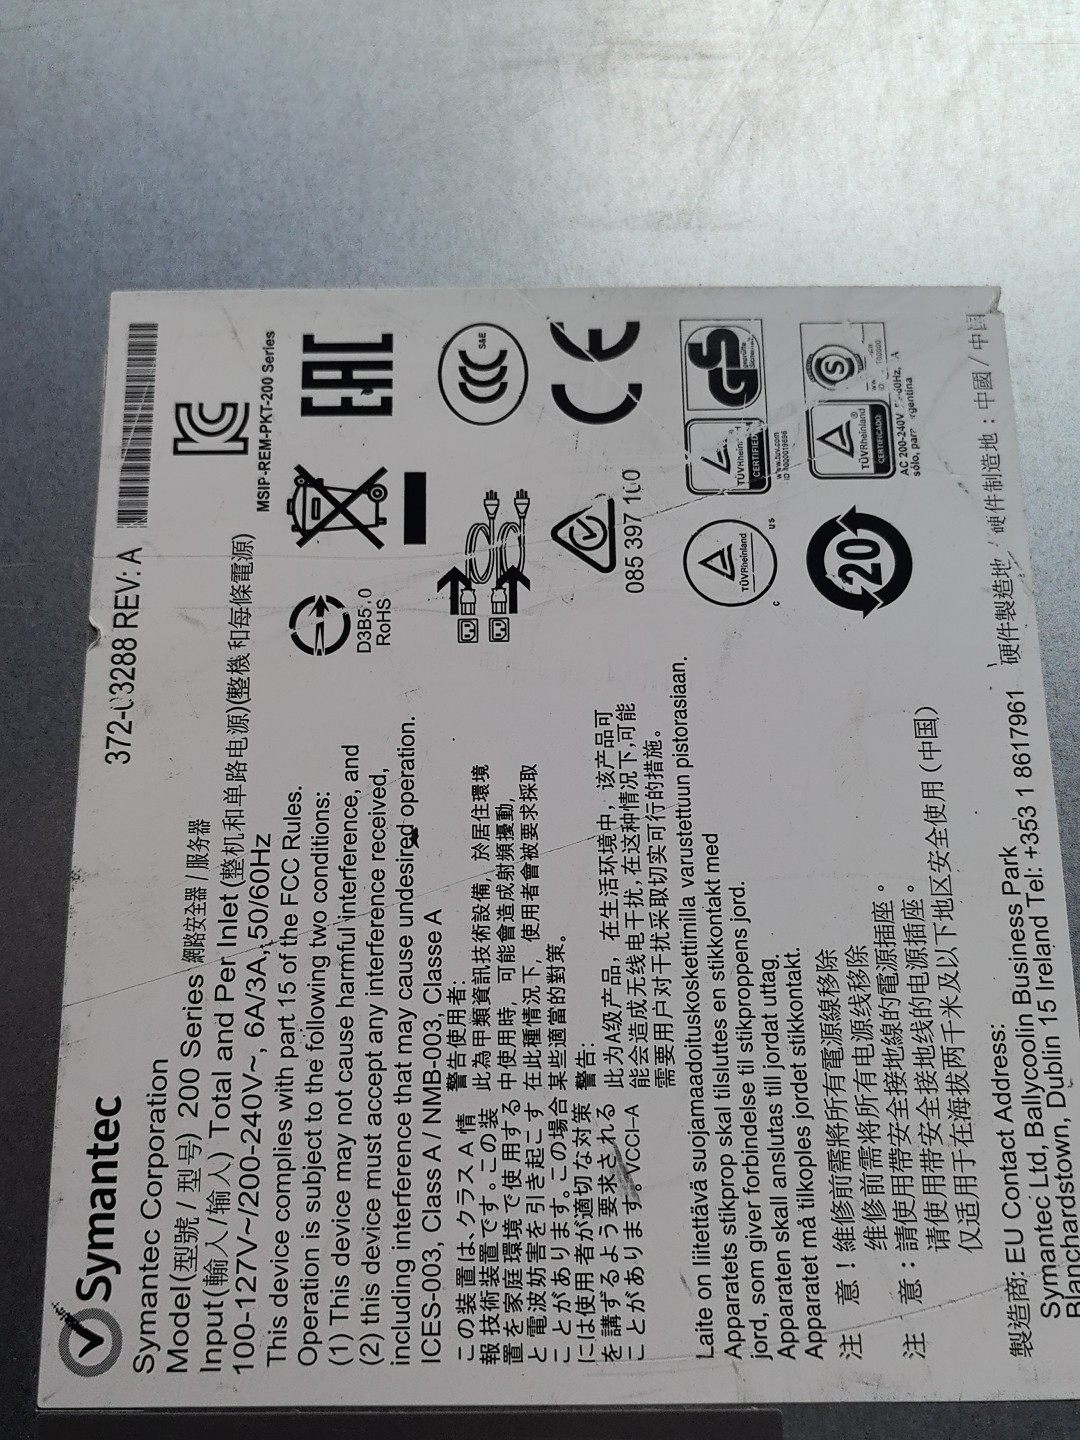 Symantec
372-03288 REV: A
Symantec Corporation
Model(型號 / 型号) 200 Series 網路安全器 / 服务器
Input(輸入 /输入) Total and Per Inlet (整机和单路电源)(整機和每條電源)
100-127V~/200-240V~, 6A/3A, 50/60Hz
This device complies with part 15 of the FCC Rules.
Operation is subject to the following two conditions:
(1) This device may not cause harmful interference, and
(2) this device must accept any interference received,
including interference that may cause undesired operation.
ICES-003, Class A / NMB-003, Classe A
この装置は、クラス A 情
報技術装置です。この装
置を家庭環境で使用する
と電波妨害を引き起こす
ことがあります。この場合
には使用者が適切な対策
を講ずるよう要求される
ことがあります。VCCI-A
警告使用者:
此為甲類資訊技術設備, 於居住環境
中使用時, 可能會造成射頻擾動,
在此種情況下, 使用者會被要求採取
某些適當的對策。
警告:
此为A级产品, 在生活环境中, 该产品可
能会造成无线电干扰,在这种情况下,可能
需要用户对干扰采取切实可行的措施。
Laite on liitettävä suojamaadoituskoskettimilla varustettuun pistorasiaan.
Apparatets stikprop skal tilsluttes en stikkontakt med
jord, som giver forbindelse til stikproppens jord.
Apparaten skall anslutas till jordat uttag.
Apparatet må tilkoples jordet stikkontakt.
注 意! 維修前需將所有電源線移除
维修前需将所有电源线移除
注 意: 請使用帶安全接地線的電源插座。
请使用带安全接地线的电源插座。
仅适用于在海拔两千米及以下地区安全使用 (中国)
製造商: EU Contact Address:
Symantec Ltd, Ballycoolin Business Park
Blanchardstown, Dublin 15 Ireland Tel: +353 1 8617961
硬件製造地 / 硬件制造地: 中國 / 中国
MSIP-REM-PKT-200 Series
EAC
RoHS
CCC
S&E
CE
085 397 100
c TÜVRheinland us
TÜVRheinland
CERTIFIED
www.tuv.com
GS
geprüfte
TÜVRheinland®
CERTIFICADO
S
AC 200-240V
20